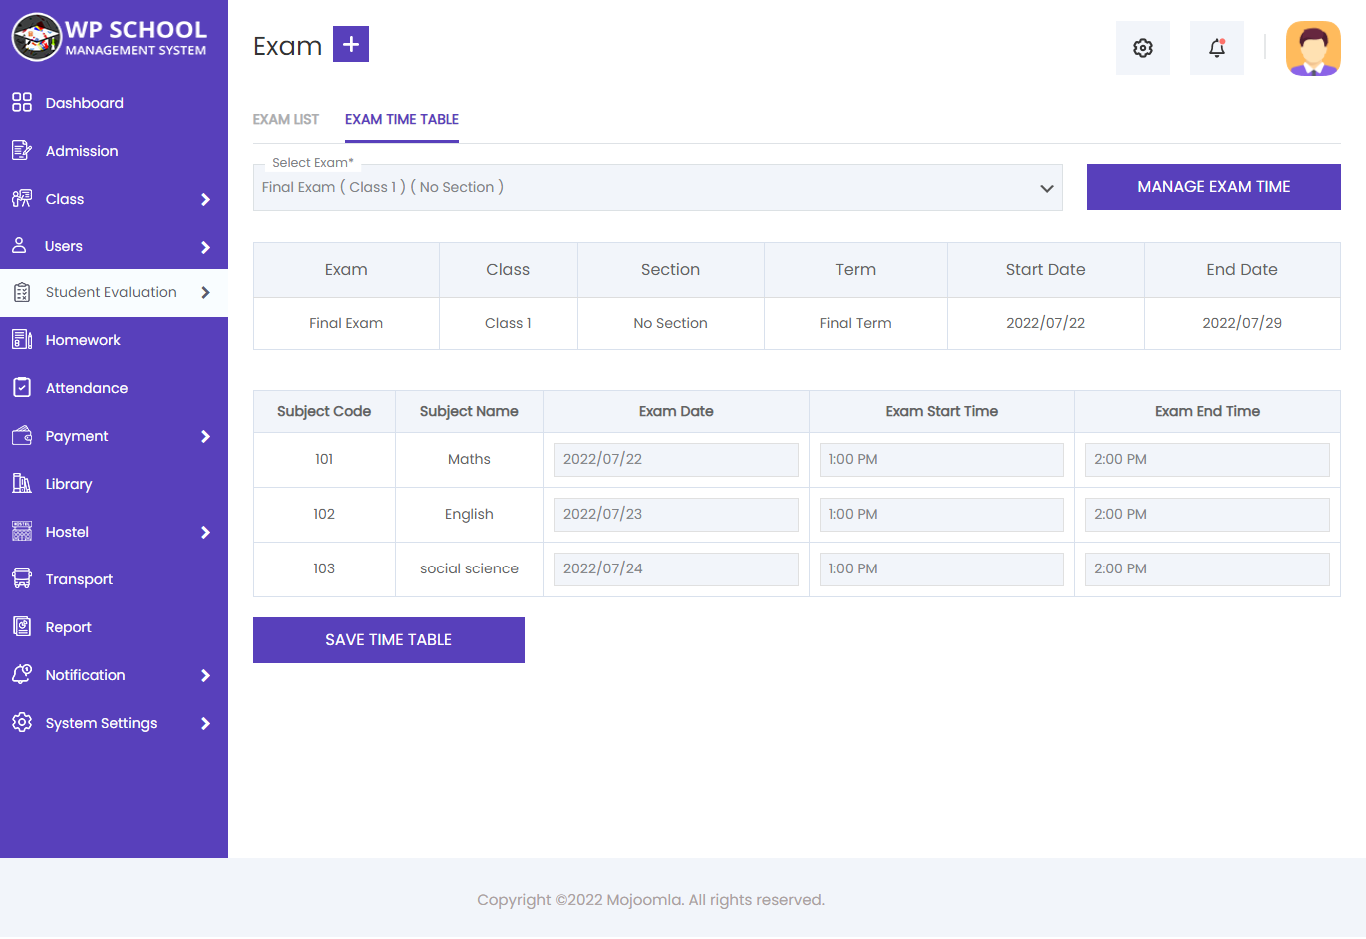 WP SCHOOL
MANAGEMENT SYSTEM
Dashboard
Admission
Class
Users
Student Evaluation
Homework
Attendance
Payment
Library
HOSTEL
Hostel
Transport
Report
Notification
System Settings
Exam +
EXAM LIST EXAM TIME TABLE
Select Exam*
Final Exam ( Class 1 ) ( No Section )
MANAGE EXAM TIME
Exam Class Section Term Start Date End Date
Final Exam Class 1 No Section Final Term 2022/07/22 2022/07/29
Subject Code Subject Name Exam Date Exam Start Time Exam End Time
101 Maths 2022/07/22 1:00 PM 2:00 PM
102 English 2022/07/23 1:00 PM 2:00 PM
103 social science 2022/07/24 1:00 PM 2:00 PM
SAVE TIME TABLE
Copyright ©2022 Mojoomla. All rights reserved.